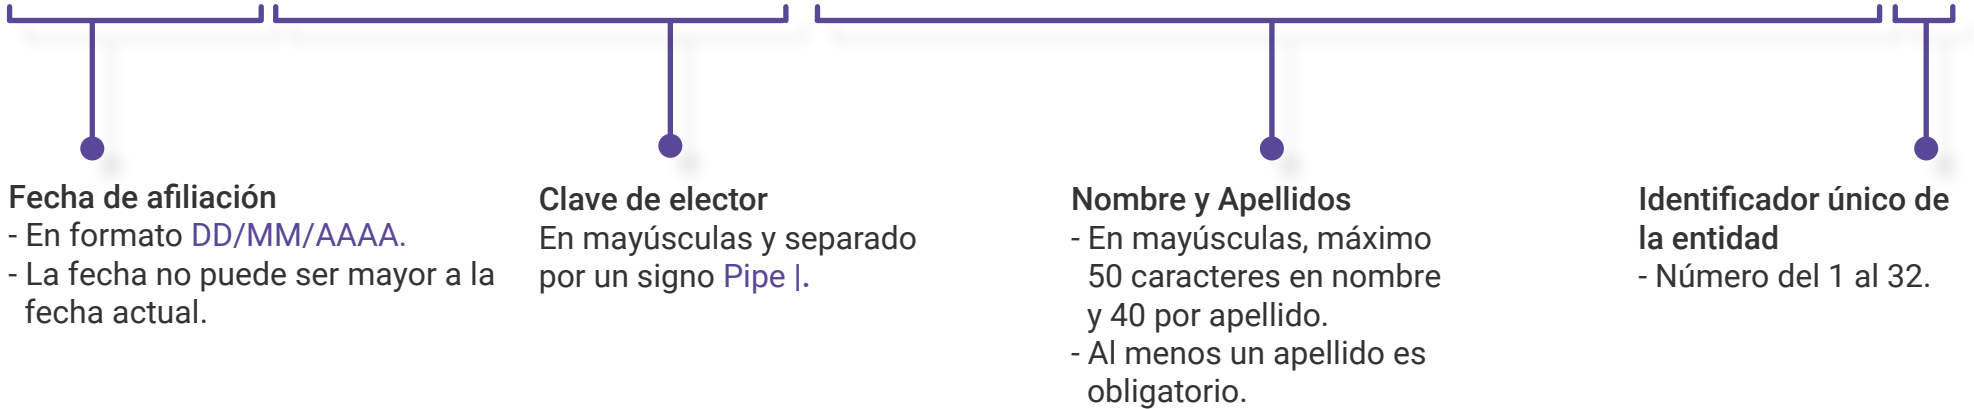 Fecha de afiliación
- En formato DD/MM/AAAA.
- La fecha no puede ser mayor a la
fecha actual.
Clave de elector
En mayúsculas y separado
por un signo Pipe |.
Nombre y Apellidos
- En mayúsculas, máximo
50 caracteres en nombre
y 40 por apellido.
- Al menos un apellido es
obligatorio.
Identificador único de
la entidad
- Número del 1 al 32.